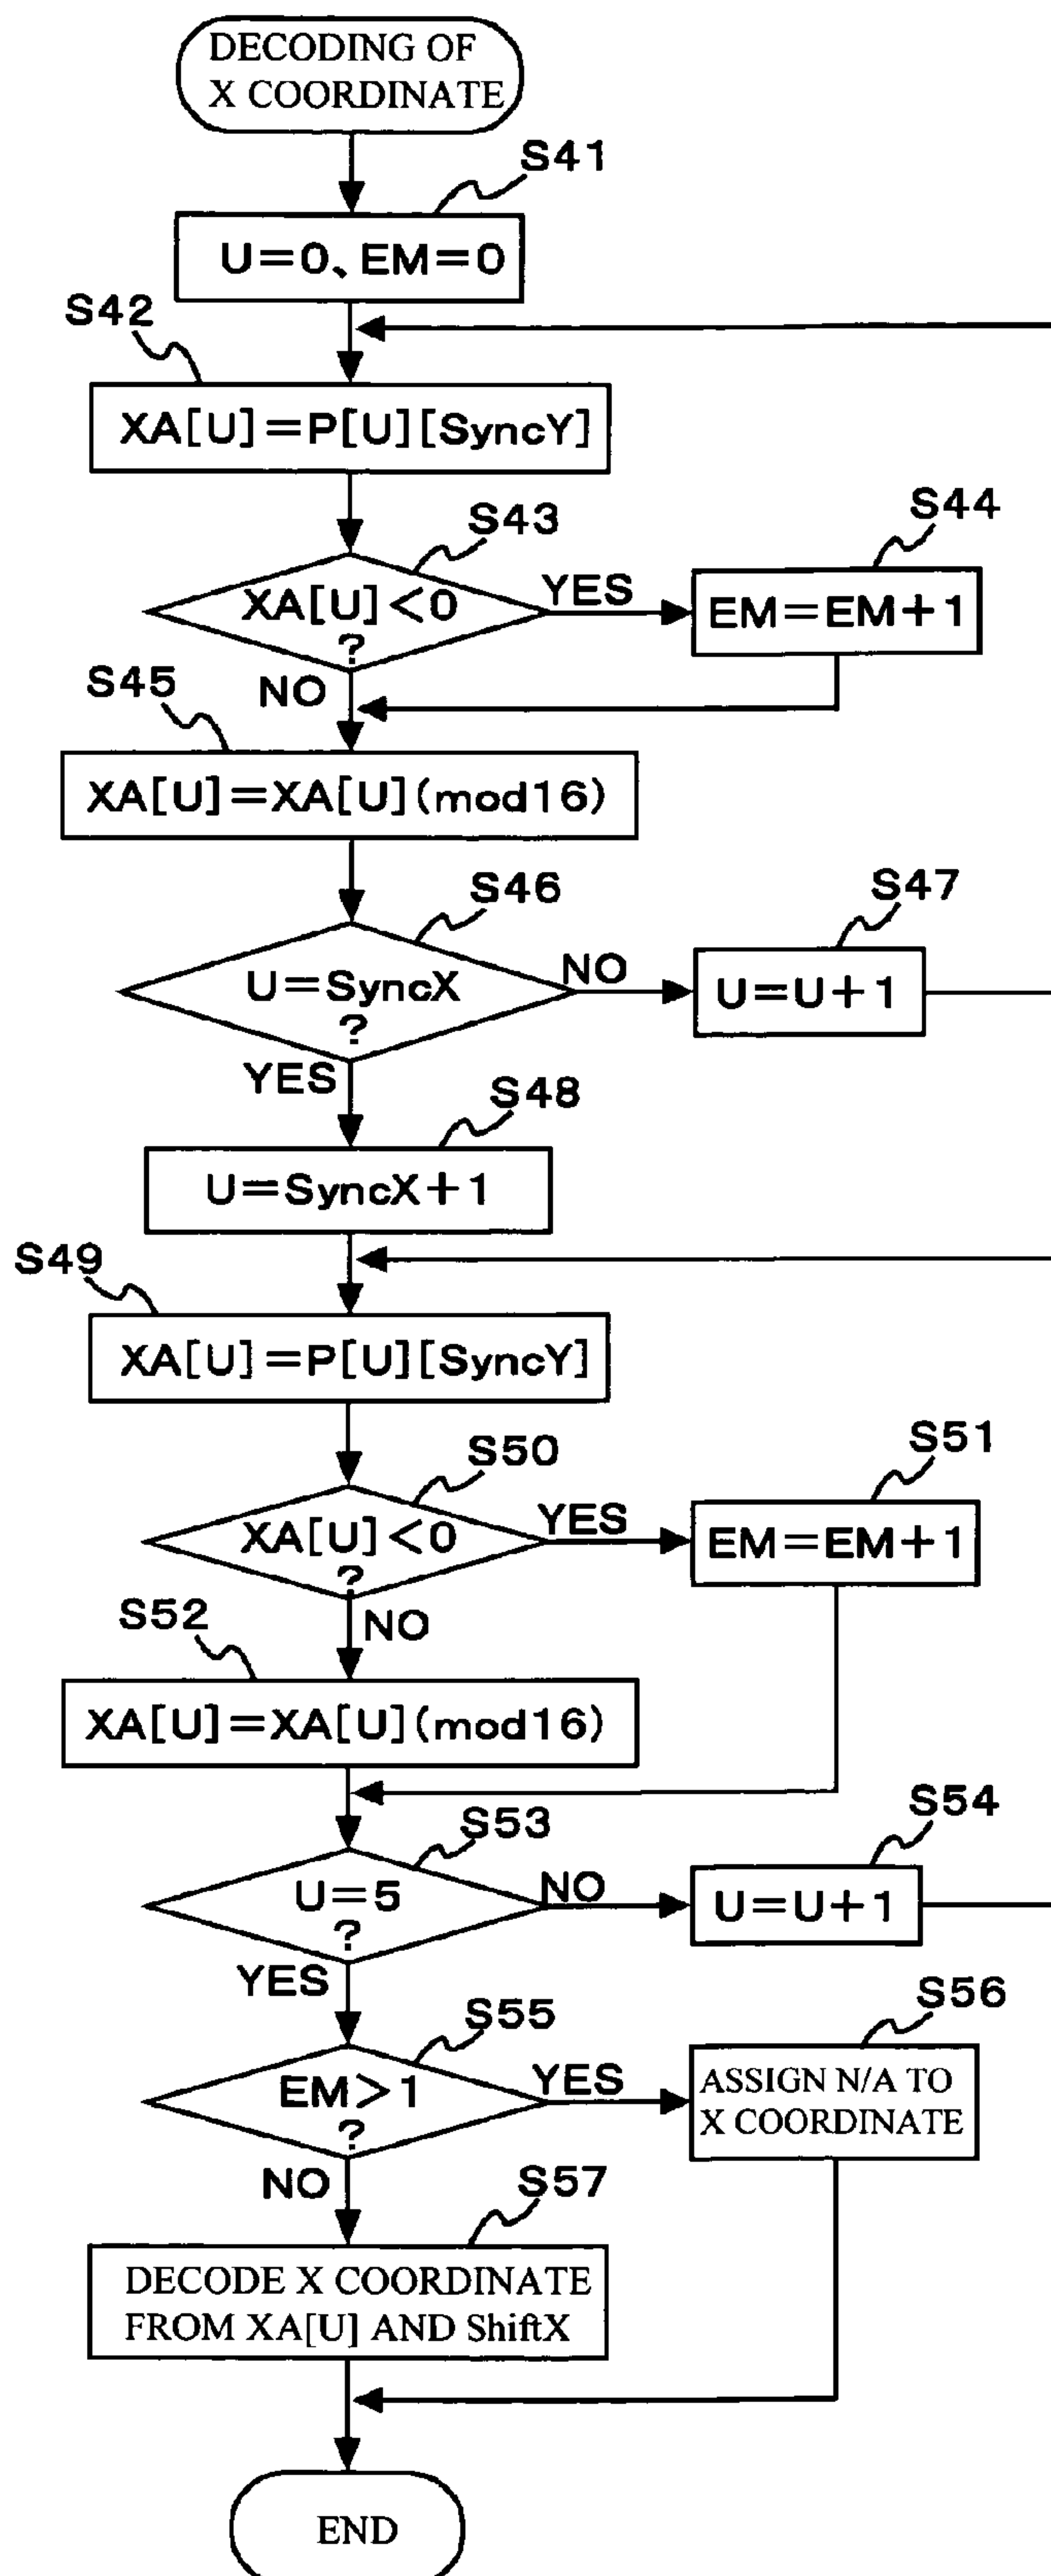 DECODING OF
X COORDINATE
S41
U=0、EM=0
S42
XA[U]=P[U][SyncY]
S43
S44
XA[U]<0
?
YES
EM=EM+1
S45
NO
XA[U]=XA[U](mod16)
S46
S47
U=SyncX
?
NO
U=U+1
YES
S48
U=SyncX+1
S49
XA[U]=P[U][SyncY]
S50
S51
XA[U]<0
?
YES
EM=EM+1
S52
NO
XA[U]=XA[U](mod16)
S53
S54
U=5
?
NO
U=U+1
YES
S55
S56
EM>1
?
YES
ASSIGN N/A TO
X COORDINATE
NO
S57
DECODE X COORDINATE
FROM XA[U] AND ShiftX
END